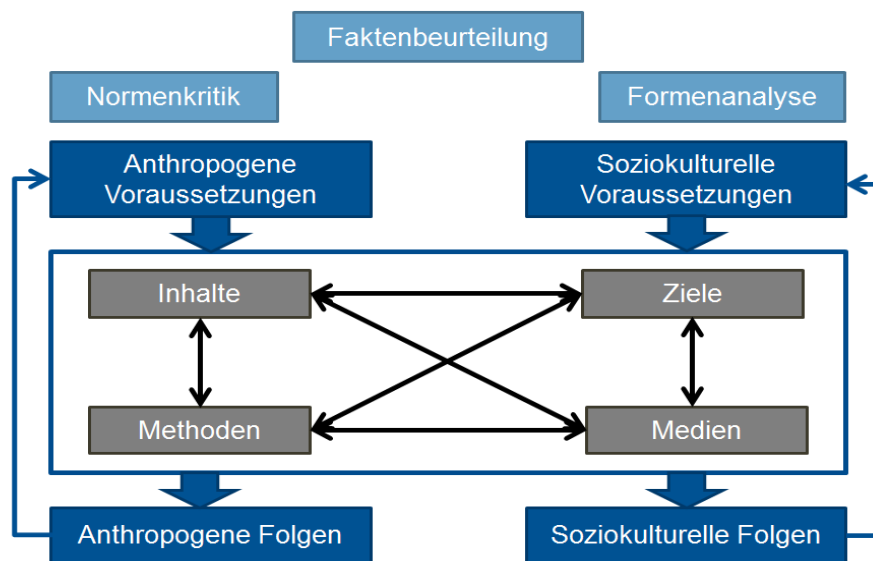 Faktenbeurteilung
Normenkritik
Formenanalyse
Anthropogene
Voraussetzungen
Soziokulturelle
Voraussetzungen
Inhalte
Ziele
Methoden
Medien
Anthropogene Folgen
Soziokulturelle Folgen